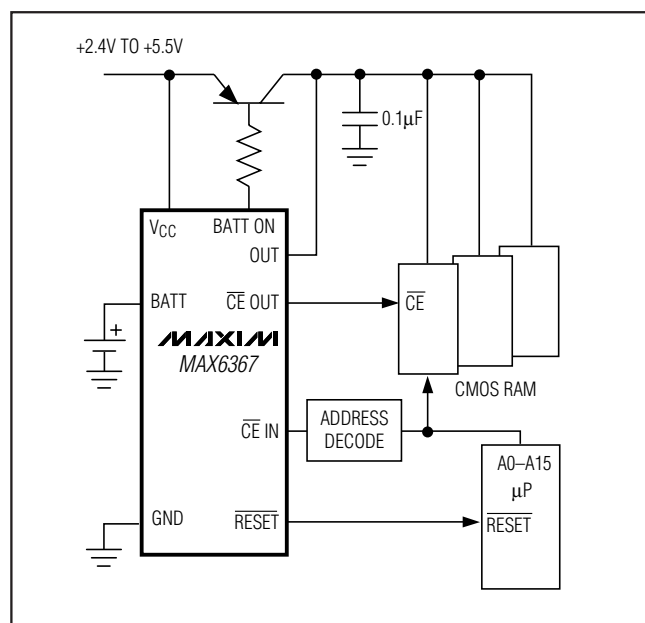 +2.4V TO +5.5V
0.1µF
VCC
BATT ON
OUT
BATT
+
CE OUT
CE
MAXIM
MAX6367
CMOS RAM
CE IN
ADDRESS
DECODE
A0–A15
µP
GND
RESET
RESET